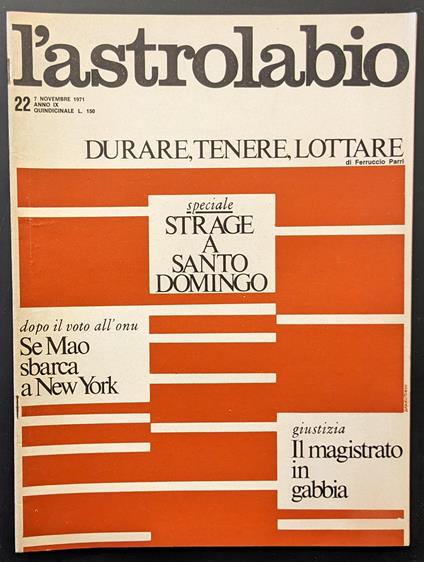 l'astrolabio
22
7 NOVEMBRE 1971
ANNO IX
QUINDICINALE L. 150
DURARE, TENERE, LOTTARE
di Ferruccio Parri
speciale
STRAGE
A
SANTO
DOMINGO
dopo il voto all'onu
Se Mao
sbarca
a New York
giustizia
Il magistrato
in
gabbia